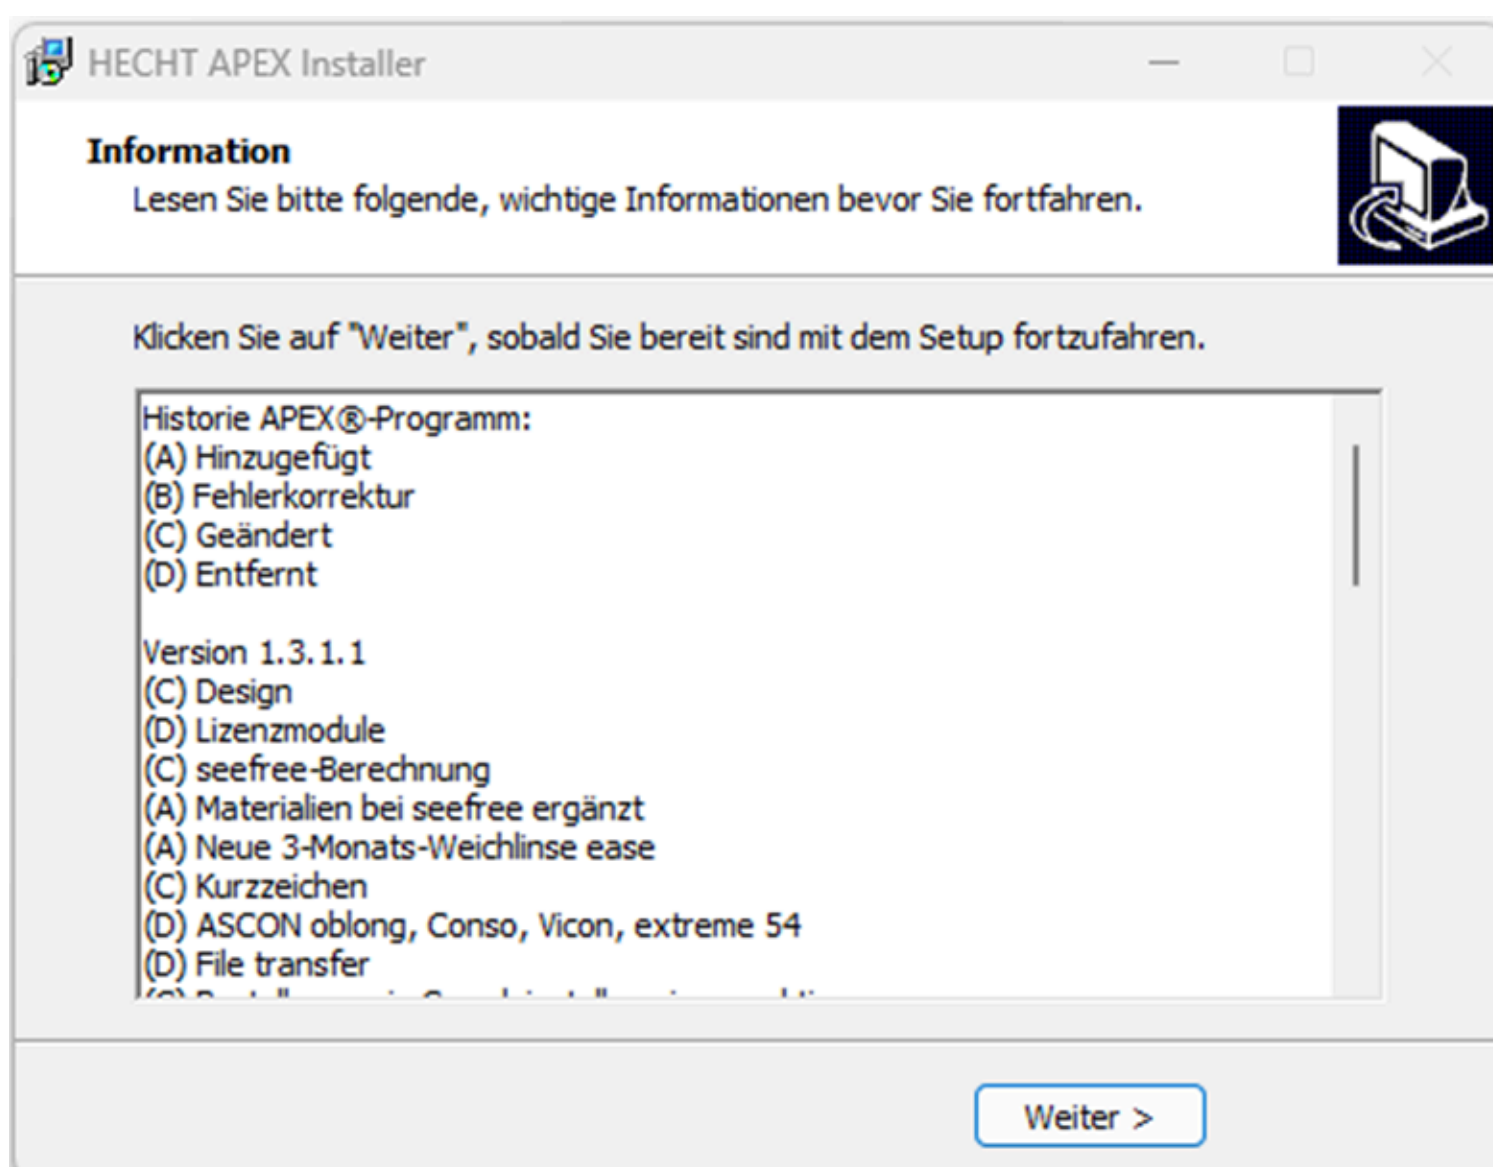 HECHT APEX Installer
Information
Lesen Sie bitte folgende, wichtige Informationen bevor Sie fortfahren.
Klicken Sie auf "Weiter", sobald Sie bereit sind mit dem Setup fortzufahren.
Historie APEX®-Programm:
(A) Hinzugefügt
(B) Fehlerkorrektur
(C) Geändert
(D) Entfernt
Version 1.3.1.1
(C) Design
(D) Lizenzmodule
(C) seefree-Berechnung
(A) Materialien bei seefree ergänzt
(A) Neue 3-Monats-Weichlinse ease
(C) Kurzzeichen
(D) ASCON oblong, Conso, Vicon, extreme 54
(D) File transfer
Weiter >